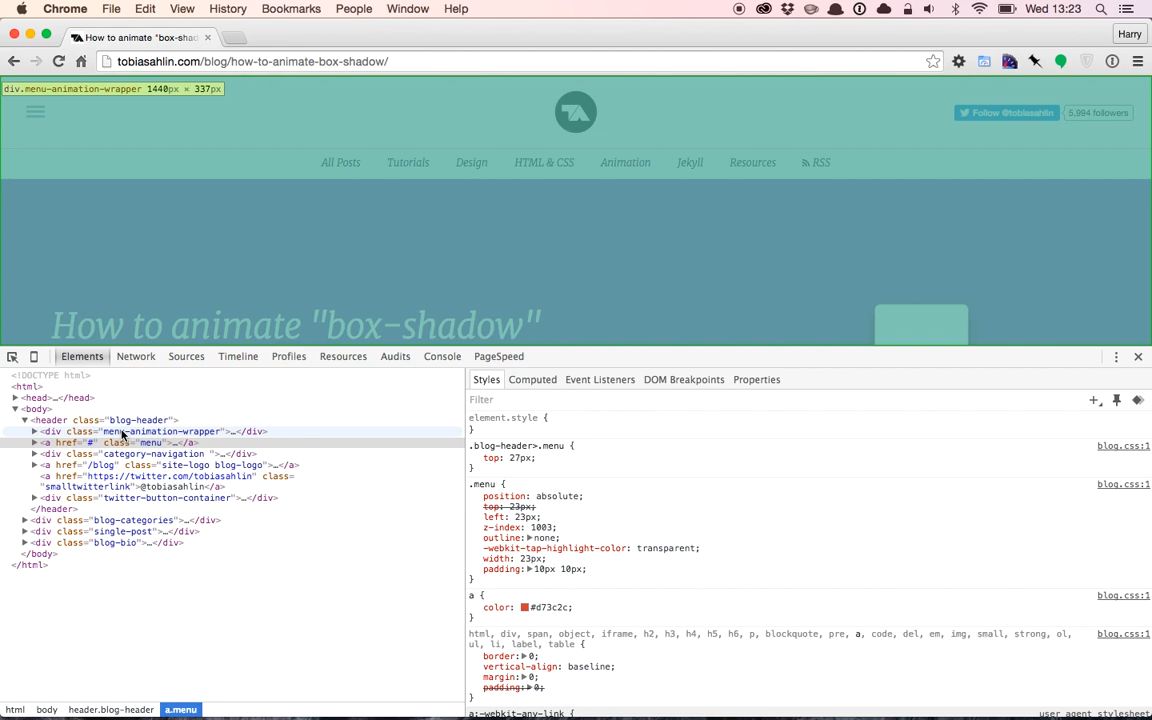 Chrome File Edit View History Bookmarks People Window Help Wed 13:23
How to animate "box-shad Harry
tobiasahlin.com/blog/how-to-animate-box-shadow/
div.menu-animation-wrapper 1440px × 337px
TA Follow @tobiasahlin 5,994 followers
All Posts Tutorials Design HTML & CSS Animation Jekyll Resources RSS
How to animate "box-shadow"
Elements Network Sources Timeline Profiles Resources Audits Console PageSpeed
<!DOCTYPE html>
<html>
<head>…</head>
<body>
<header class="blog-header">
<div class="menu-animation-wrapper">…</div>
<a href="#" class="menu">…</a>
<div class="category-navigation ">…</div>
<a href="/blog" class="site-logo blog-logo">…</a>
<a href="https://twitter.com/tobiasahlin" class=
"smalltwitterlink">@tobiasahlin</a>
<div class="twitter-button-container">…</div>
</header>
<div class="blog-categories">…</div>
<div class="single-post">…</div>
<div class="blog-bio">…</div>
</body>
</html>
html body header.blog-header a.menu
Styles Computed Event Listeners DOM Breakpoints Properties
Filter
element.style {
}
.blog-header>.menu { blog.css:1
top: 27px;
}
.menu { blog.css:1
position: absolute;
top: 23px;
left: 23px;
z-index: 1003;
outline: none;
-webkit-tap-highlight-color: transparent;
width: 23px;
padding: 10px 10px;
}
a { blog.css:1
color: #d73c2c;
}
html, div, span, object, iframe, h2, h3, h4, h5, h6, p, blockquote, pre, a, code, del, em, img, small, strong, ol, blog.css:1
ul, li, label, table {
border: 0;
vertical-align: baseline;
margin: 0;
padding: 0;
}
a:-webkit-any-link { user agent stylesheet